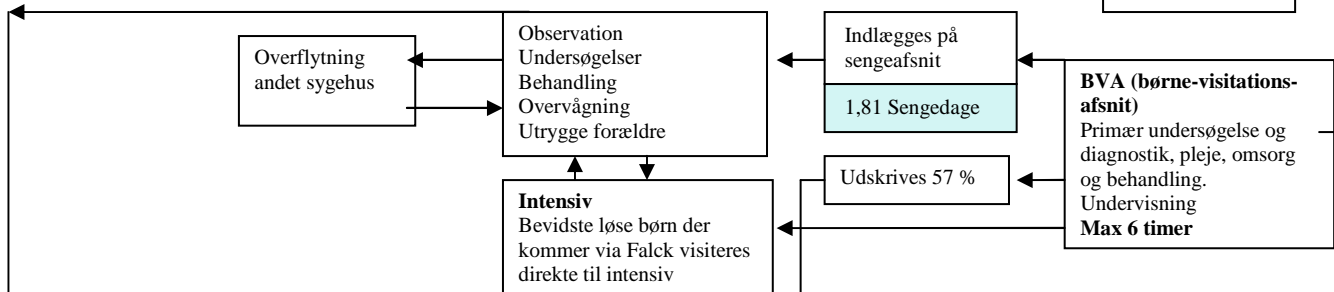 Overflytning
andet sygehus
Observation
Undersøgelser
Behandling
Overvågning
Utrygge forældre
Indlægges på
sengeafsnit
1,81 Sengedage
BVA (børne-visitations-
afsnit)
Primær undersøgelse og
diagnostik, pleje, omsorg
og behandling.
Undervisning
Max 6 timer
Udskrives 57 %
Intensiv
Bevidste løse børn der
kommer via Falck visiteres
direkte til intensiv